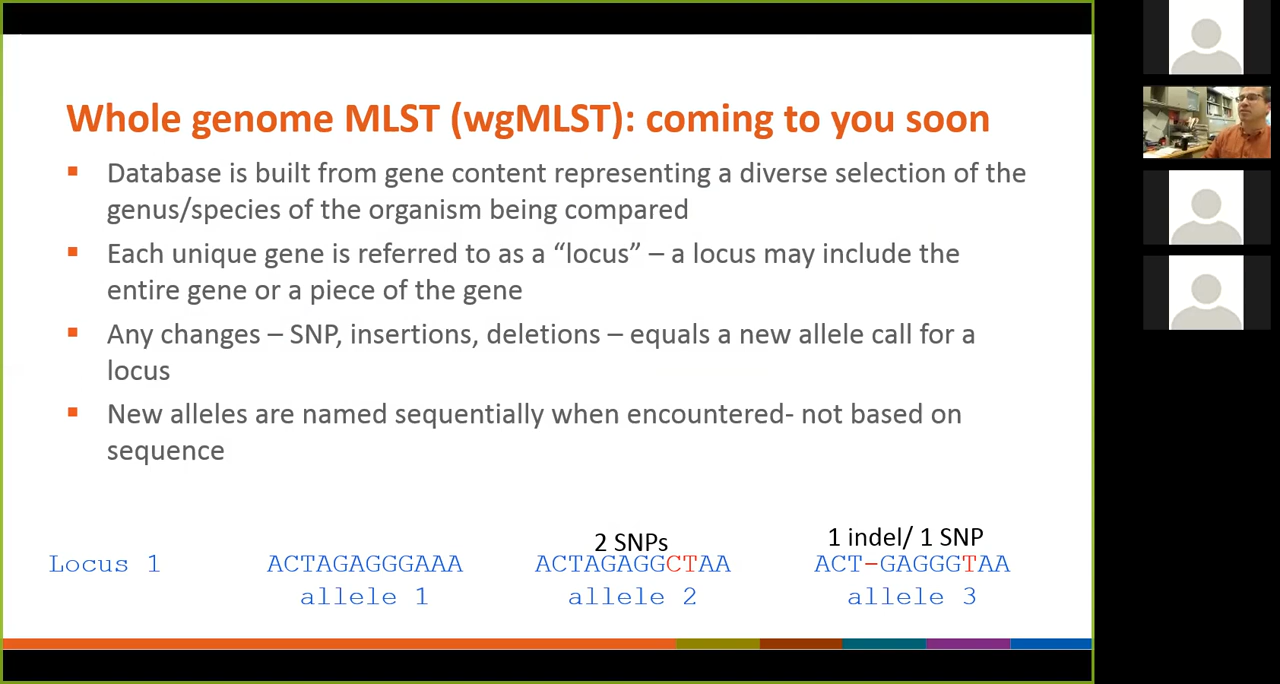 Whole genome MLST (wgMLST): coming to you soon
▪ Database is built from gene content representing a diverse selection of the
genus/species of the organism being compared
▪ Each unique gene is referred to as a “locus” – a locus may include the
entire gene or a piece of the gene
▪ Any changes – SNP, insertions, deletions – equals a new allele call for a
locus
▪ New alleles are named sequentially when encountered- not based on
sequence
2 SNPs 1 indel/ 1 SNP
Locus 1 ACTAGAGGGAAA ACTAGAGGCTAA ACT-GAGGGTAA
allele 1 allele 2 allele 3